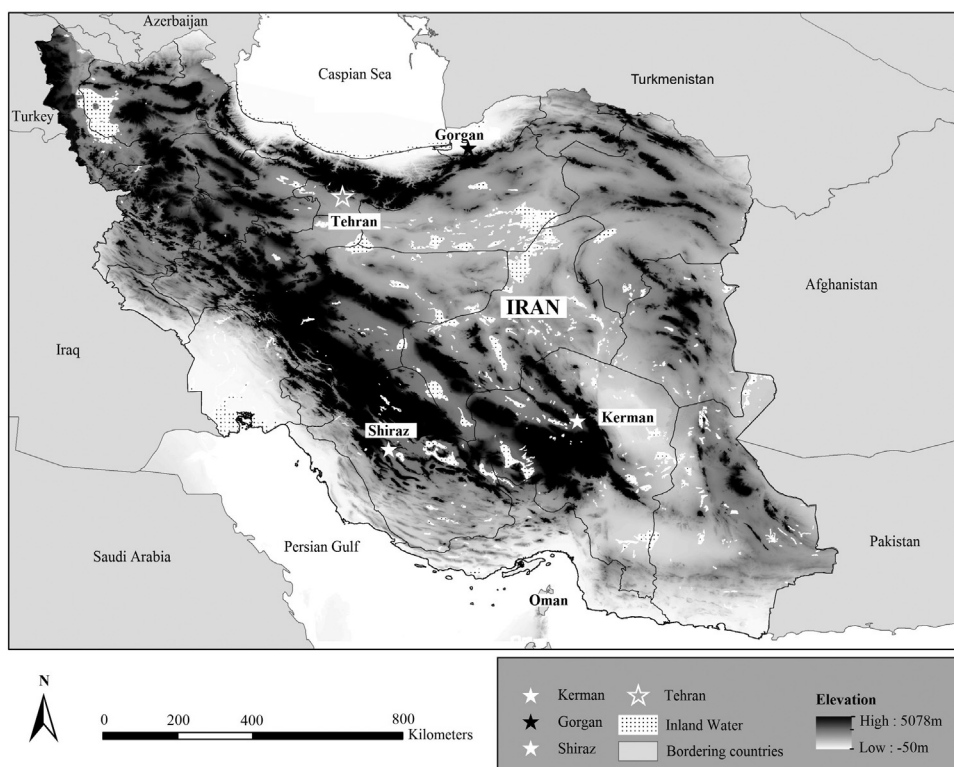 Azerbaijan
Caspian Sea
Turkmenistan
Turkey
Gorgan
Tehran
Afghanistan
IRAN
Iraq
Kerman
Shiraz
Saudi Arabia
Persian Gulf
Pakistan
Oman
N
0 200 400 800
Kilometers
Kerman
Tehran
Elevation
Gorgan
Inland Water
High : 5078m
Shiraz
Bordering countries
Low : -50m